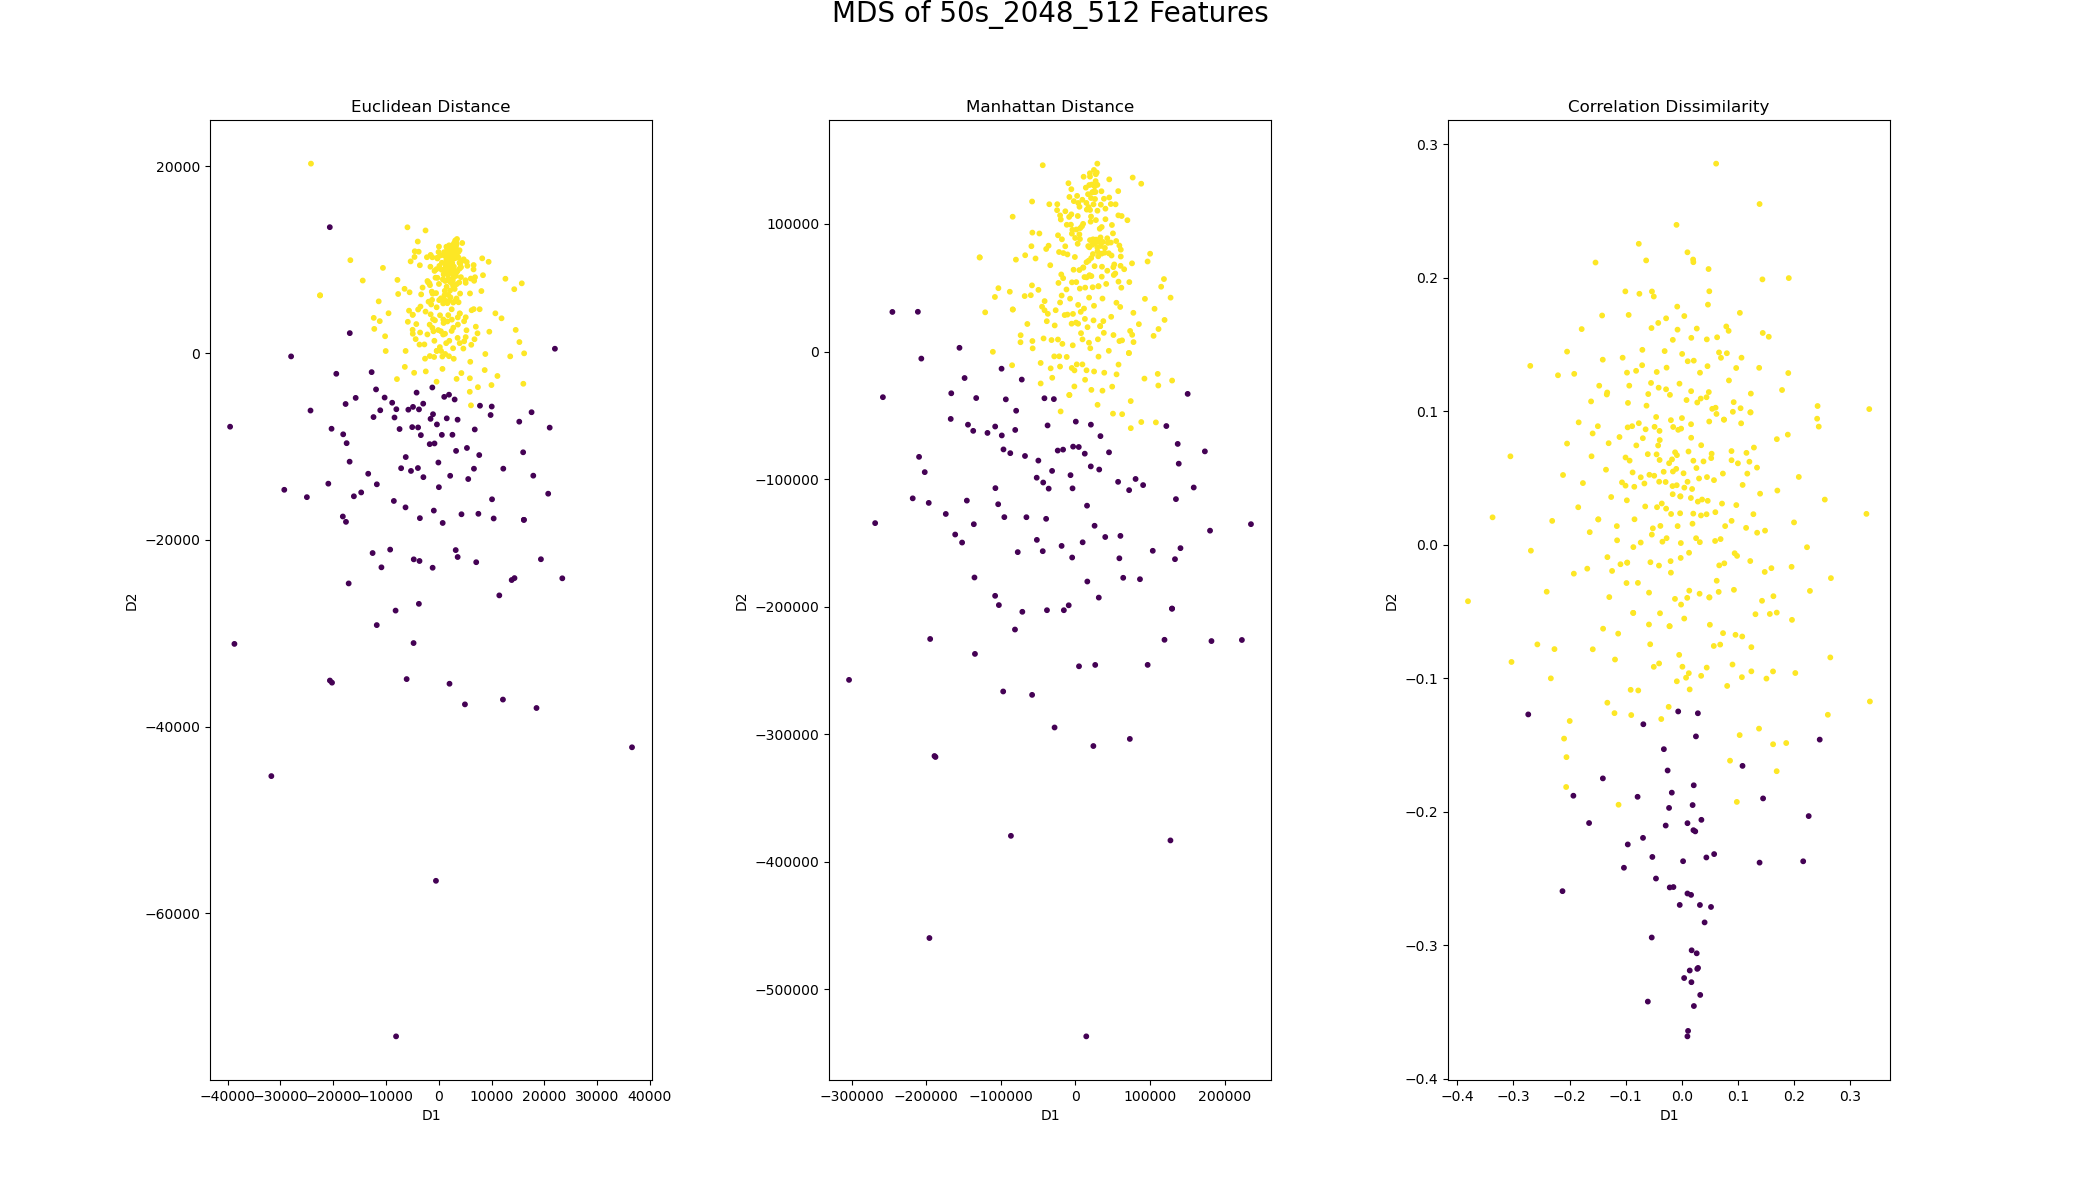 MDS of 50s_2048_512 Features
Euclidean Distance
20000
0
−20000
−40000
−60000
D2
−40000 −30000 −20000 −10000 0 10000 20000 30000 40000
D1
Manhattan Distance
100000
0
−100000
−200000
−300000
−400000
−500000
D2
−300000 −200000 −100000 0 100000 200000
D1
Correlation Dissimilarity
0.3
0.2
0.1
0.0
−0.1
−0.2
−0.3
−0.4
D2
−0.4 −0.3 −0.2 −0.1 0.0 0.1 0.2 0.3
D1